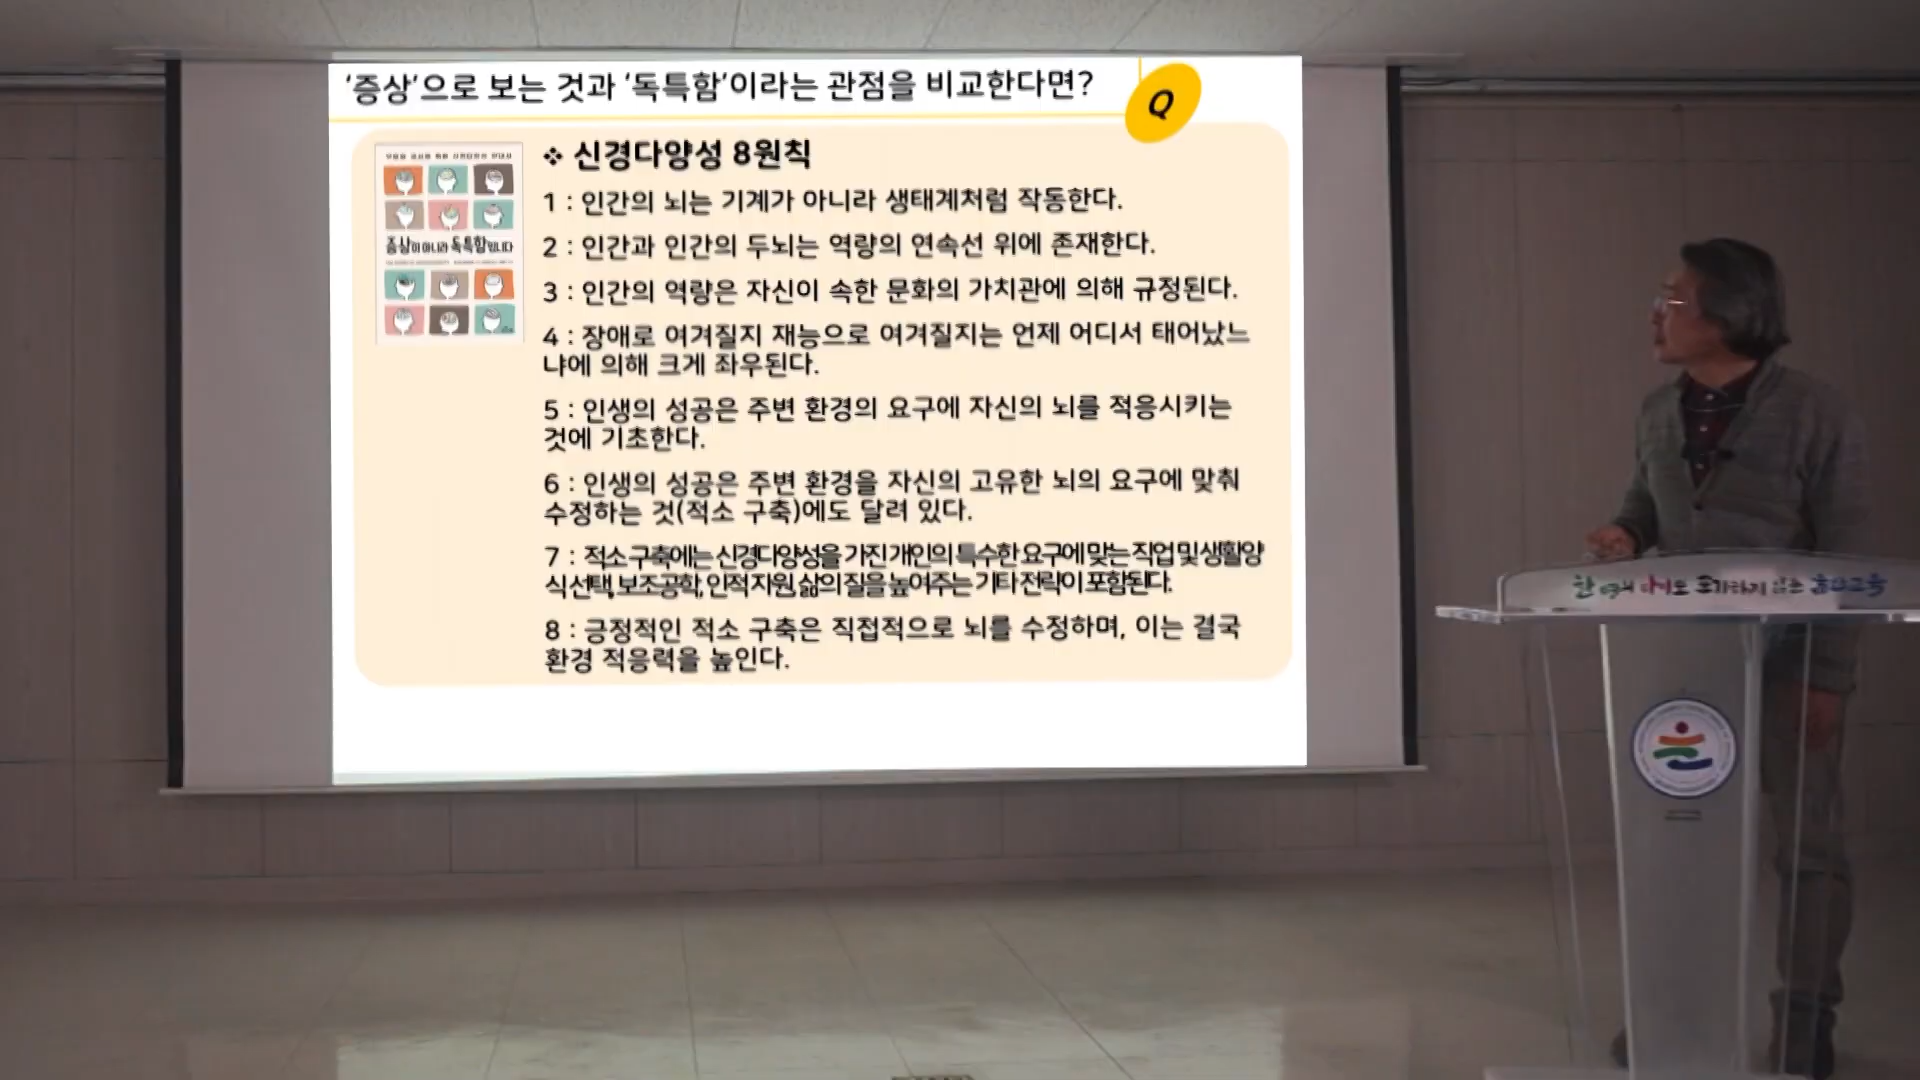 ‘증상’으로 보는 것과 ‘독특함’이라는 관점을 비교한다면?
Q
❖ 신경다양성 8원칙
증상이 아니라 독특함입니다
1 : 인간의 뇌는 기계가 아니라 생태계처럼 작동한다.
2 : 인간과 인간의 두뇌는 역량의 연속선 위에 존재한다.
3 : 인간의 역량은 자신이 속한 문화의 가치관에 의해 규정된다.
4 : 장애로 여겨질지 재능으로 여겨질지는 언제 어디서 태어났느
냐에 의해 크게 좌우된다.
5 : 인생의 성공은 주변 환경의 요구에 자신의 뇌를 적응시키는
것에 기초한다.
6 : 인생의 성공은 주변 환경을 자신의 고유한 뇌의 요구에 맞춰
수정하는 것(적소 구축)에도 달려 있다.
7 : 적소 구축에는 신경다양성을 가진 개인의 특수한 요구에 맞는 직업 및 생활양
식 선택, 보조공학, 인적 자원, 삶의 질을 높여주는 기타 전략이 포함된다.
8 : 긍정적인 적소 구축은 직접적으로 뇌를 수정하며, 이는 결국
환경 적응력을 높인다.
한 명의 아이도 포기하지 않는